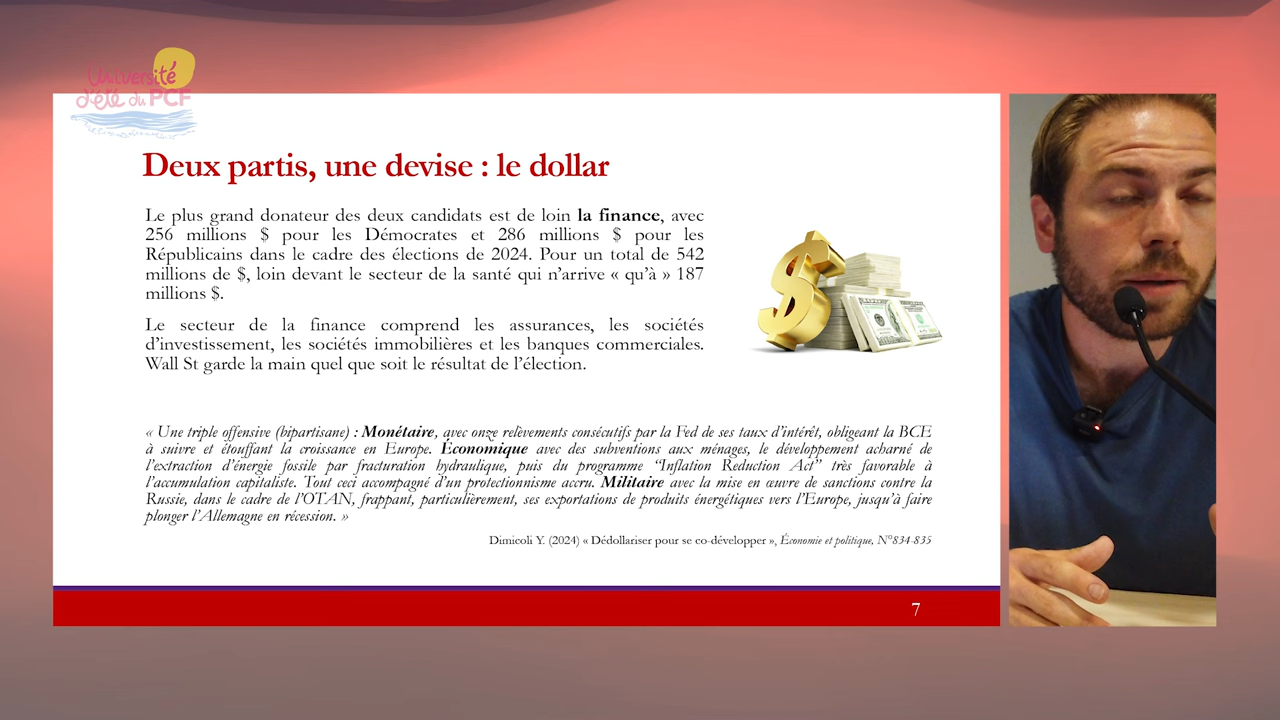 Université
d'été du PCF
Deux partis, une devise : le dollar
Le plus grand donateur des deux candidats est de loin la finance, avec
256 millions $ pour les Démocrates et 286 millions $ pour les
Républicains dans le cadre des élections de 2024. Pour un total de 542
millions de $, loin devant le secteur de la santé qui n'arrive « qu'à » 187
millions $.
Le secteur de la finance comprend les assurances, les sociétés
d'investissement, les sociétés immobilières et les banques commerciales.
Wall St garde la main quel que soit le résultat de l'élection.
« Une triple offensive (bipartisane) : Monétaire, avec onze relèvements consécutifs par la Fed de ses taux d'intérêt, obligeant la BCE
à suivre et étouffant la croissance en Europe. Économique avec des subventions aux ménages, le développement acharné de
l'extraction d'énergie fossile par fracturation hydraulique, puis du programme "Inflation Reduction Act" très favorable à
l'accumulation capitaliste. Tout ceci accompagné d'un protectionnisme accru. Militaire avec la mise en œuvre de sanctions contre la
Russie, dans le cadre de l'OTAN, frappant, particulièrement, ses exportations de produits énergétiques vers l'Europe, jusqu'à faire
plonger l'Allemagne en récession. »
Dimicoli Y. (2024) « Dédollariser pour se co-développer », Économie et politique, N°834-835
7